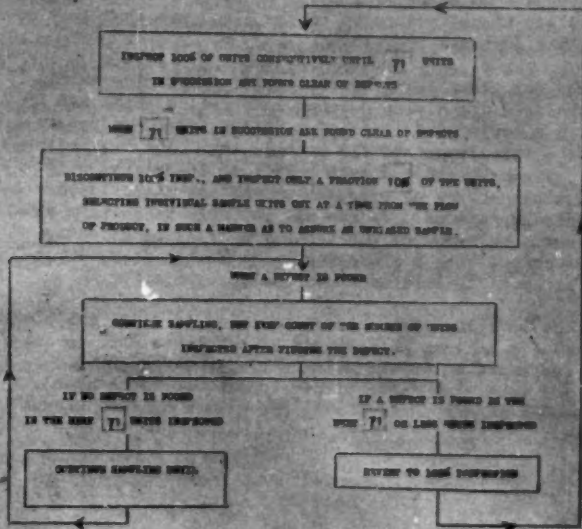 INSPECT 100% OF UNITS CONSECUTIVELY UNTIL 71 UNITS
IN SUCCESSION ARE FOUND CLEAR OF DEFECTS
WHEN 71 UNITS IN SUCCESSION ARE FOUND CLEAR OF DEFECTS
DISCONTINUE 100% INSP., AND INSPECT ONLY A FRACTION 10% OF THE UNITS,
SELECTING INDIVIDUAL SAMPLE UNITS ONE AT A TIME FROM THE FLOW
OF PRODUCT, IN SUCH A MANNER AS TO ASSURE AN UNBIASED SAMPLE.
WHEN A DEFECT IS FOUND
CONTINUE SAMPLING, BUT KEEP COUNT OF THE NUMBER OF UNITS
INSPECTED AFTER FINDING THE DEFECT.
IF NO DEFECT IS FOUND
IN THE NEXT 71 UNITS INSPECTED
CONTINUE SAMPLING
IF A DEFECT IS FOUND IN THE
NEXT 71 OR LESS UNITS INSPECTED
REVERT TO 100% INSPECTION